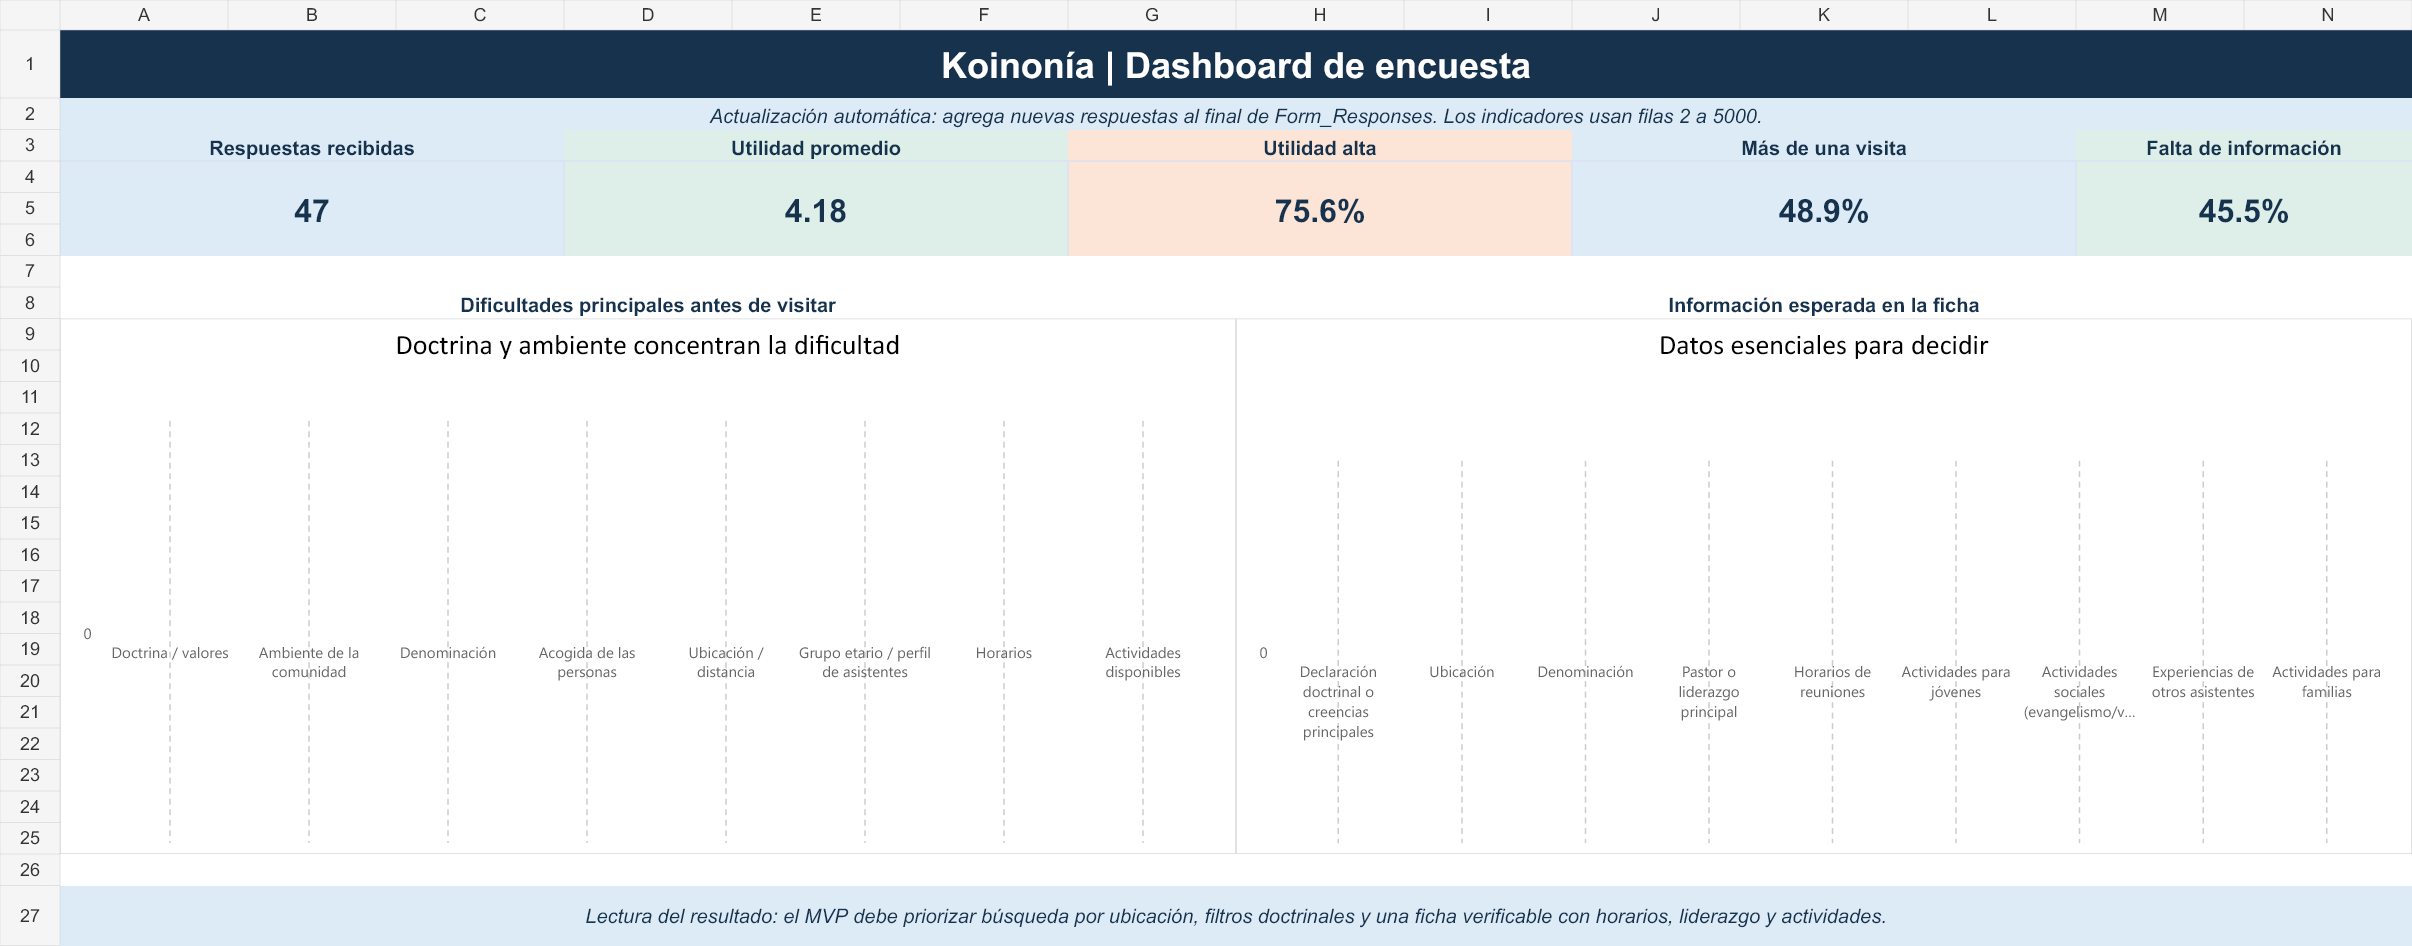 A B C D E F G H I J K L M N
1 Koinonía | Dashboard de encuesta
2 Actualización automática: agrega nuevas respuestas al final de Form_Responses. Los indicadores usan filas 2 a 5000.
3 Respuestas recibidas Utilidad promedio Utilidad alta Más de una visita Falta de información
4
5 47 4.18 75.6% 48.9% 45.5%
6
7
8 Dificultades principales antes de visitar Información esperada en la ficha
9
Doctrina y ambiente concentran la dificultad
Datos esenciales para decidir
10
11
12
13
14
15
16
17
18
19
20
21
22
23
24
25
0
Doctrina / valores
Ambiente de la
comunidad
Denominación
Acogida de las
personas
Ubicación /
distancia
Grupo etario / perfil
de asistentes
Horarios
Actividades
disponibles
0
Declaración
doctrinal o
creencias
principales
Ubicación
Denominación
Pastor o
liderazgo
principal
Horarios de
reuniones
Actividades para
jóvenes
Actividades
sociales
(evangelismo/v...
Experiencias de
otros asistentes
Actividades para
familias
26
27 Lectura del resultado: el MVP debe priorizar búsqueda por ubicación, filtros doctrinales y una ficha verificable con horarios, liderazgo y actividades.